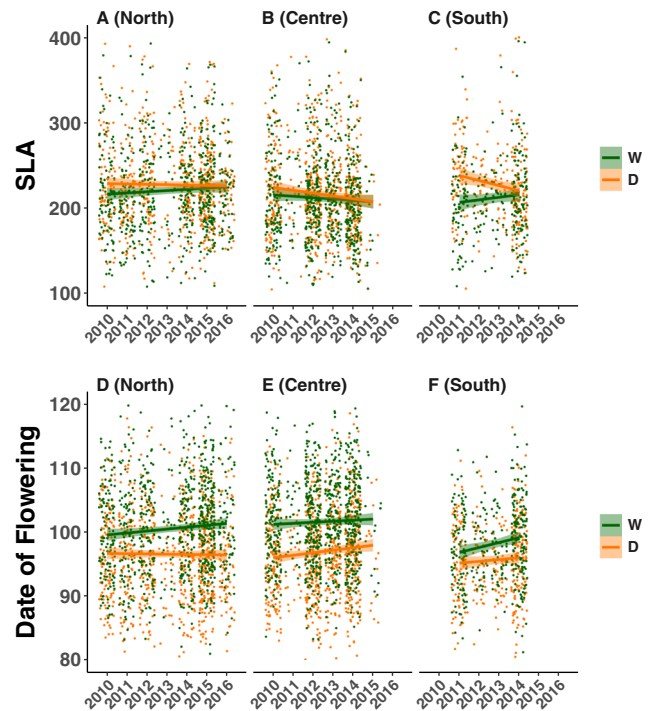 A (North) B (Centre) C (South)
SLA
400
300
200
100
2010 2011 2012 2013 2014 2015 2016 2010 2011 2012 2013 2014 2015 2016 2010 2011 2012 2013 2014 2015 2016
W
D
D (North) E (Centre) F (South)
Date of Flowering
120
110
100
90
80
2010 2011 2012 2013 2014 2015 2016 2010 2011 2012 2013 2014 2015 2016 2010 2011 2012 2013 2014 2015 2016
W
D